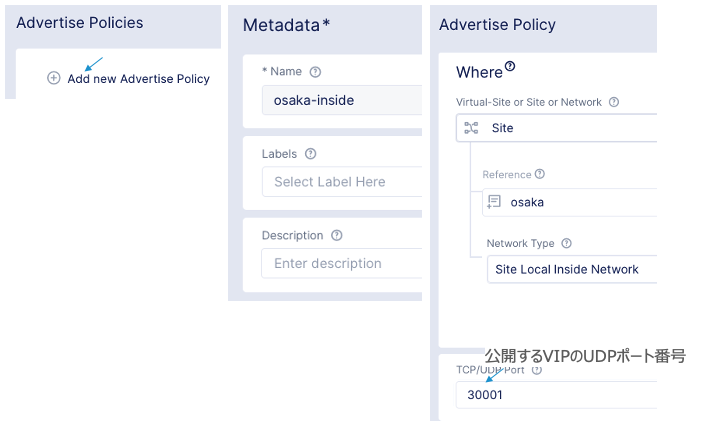 Advertise Policies
Add new Advertise Policy
Metadata*
* Name
osaka-inside
Labels
Select Label Here
Description
Enter description
Advertise Policy
Where
Virtual-Site or Site or Network
Site
Reference
osaka
Network Type
Site Local Inside Network
公開するVIPのUDPポート番号
TCP/UDP Port
30001